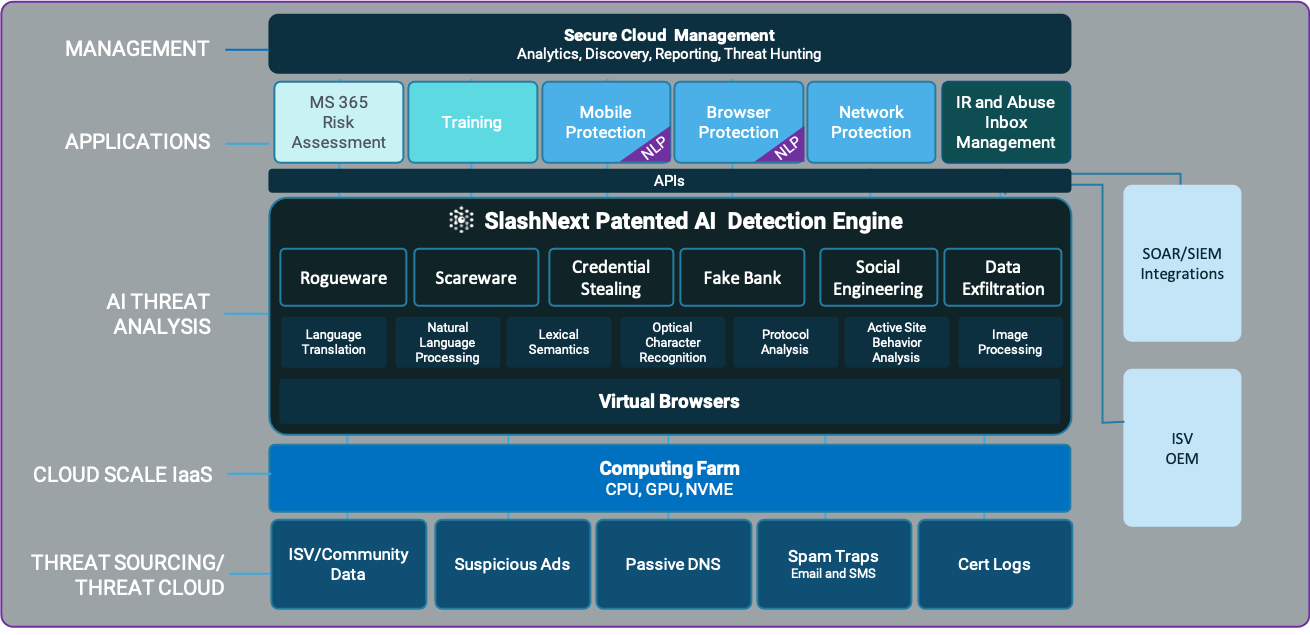 MANAGEMENT
Secure Cloud Management
Analytics, Discovery, Reporting, Threat Hunting
APPLICATIONS
MS 365
Risk
Assessment
Training
Mobile
Protection
NLP
Browser
Protection
NLP
Network
Protection
IR and Abuse
Inbox
Management
APIs
AI THREAT
ANALYSIS
SlashNext Patented AI Detection Engine
Rogueware
Scareware
Credential
Stealing
Fake Bank
Social
Engineering
Data
Exfiltration
Language
Translation
Natural
Language
Processing
Lexical
Semantics
Optical
Character
Recognition
Protocol
Analysis
Active Site
Behavior
Analysis
Image
Processing
Virtual Browsers
SOAR/SIEM
Integrations
ISV
OEM
CLOUD SCALE IaaS
Computing Farm
CPU, GPU, NVME
THREAT SOURCING/
THREAT CLOUD
ISV/Community
Data
Suspicious Ads
Passive DNS
Spam Traps
Email and SMS
Cert Logs